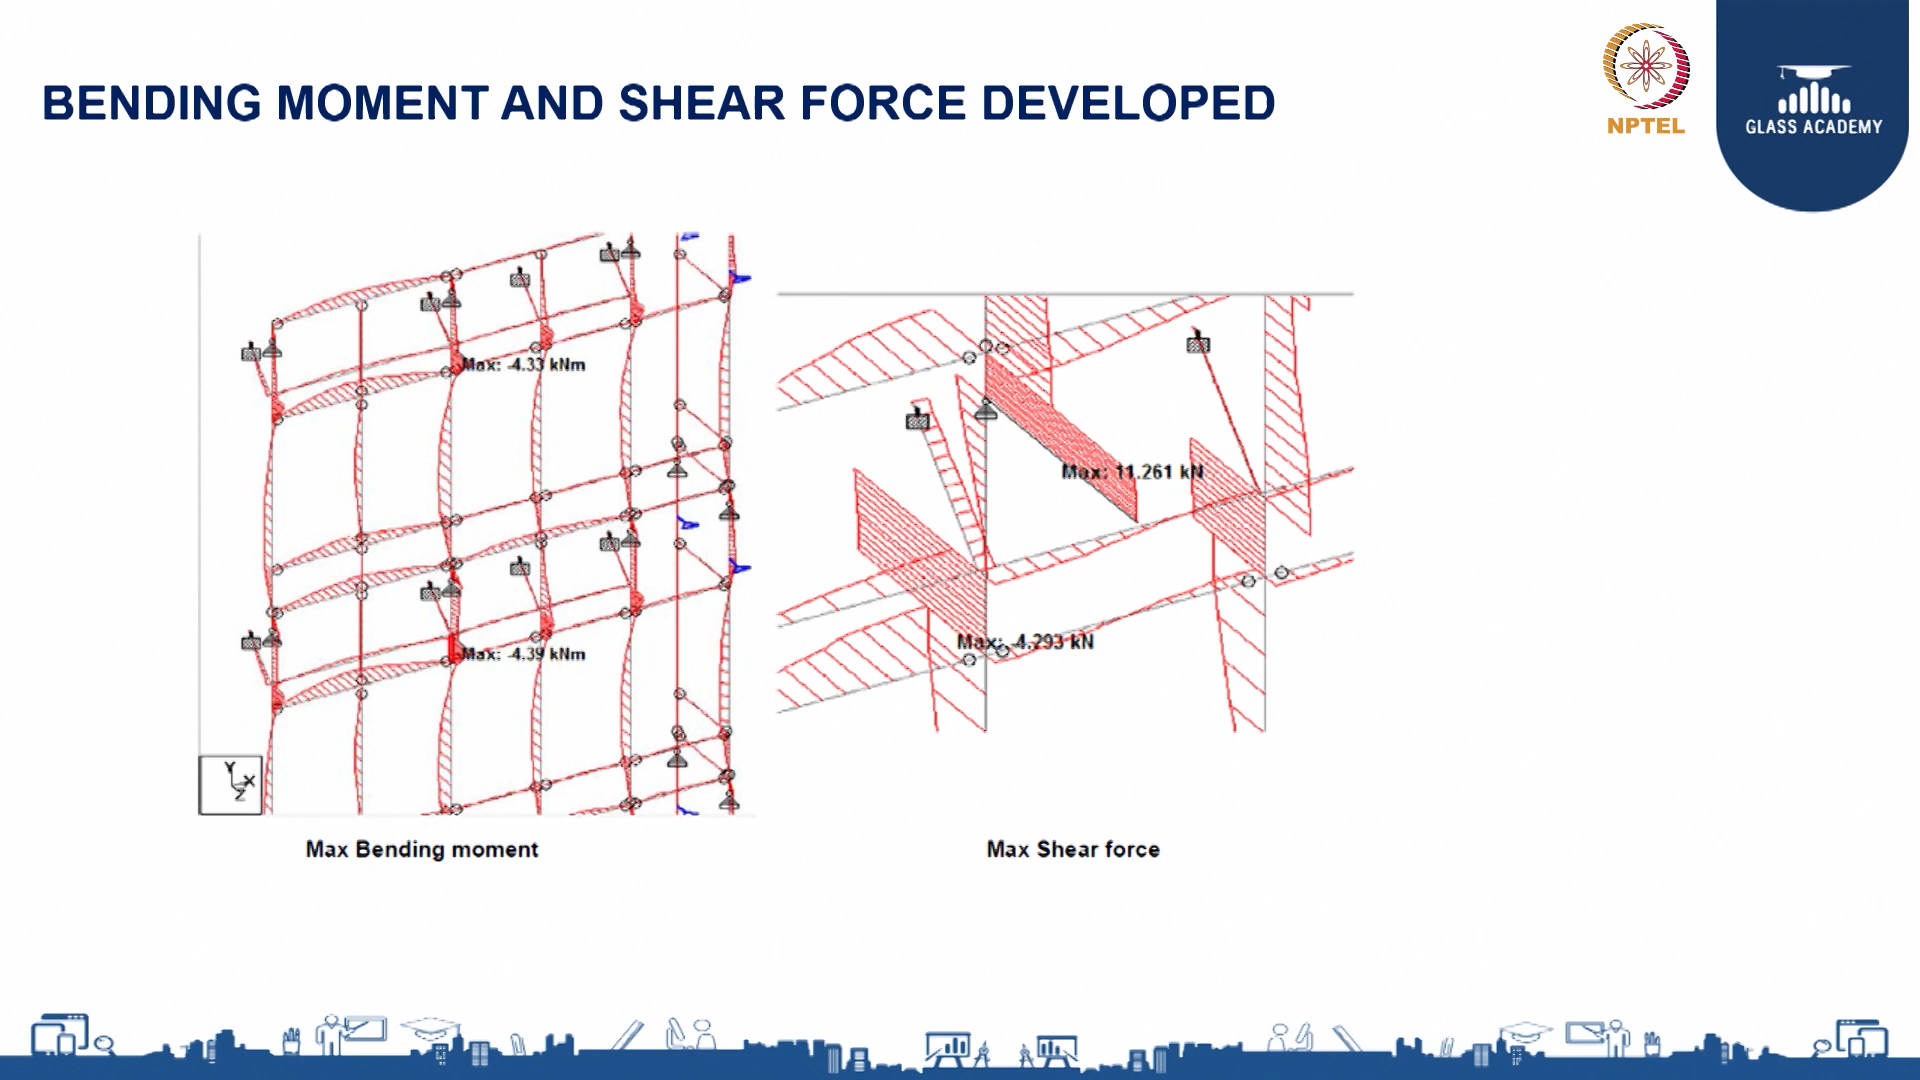 BENDING MOMENT AND SHEAR FORCE DEVELOPED
NPTEL
GLASS ACADEMY
Max: -4.33 kNm
Max: -4.39 kNm
Y
X
Z
Max Bending moment
Max: 11.261 kN
Max: -4.293 kN
Max Shear force